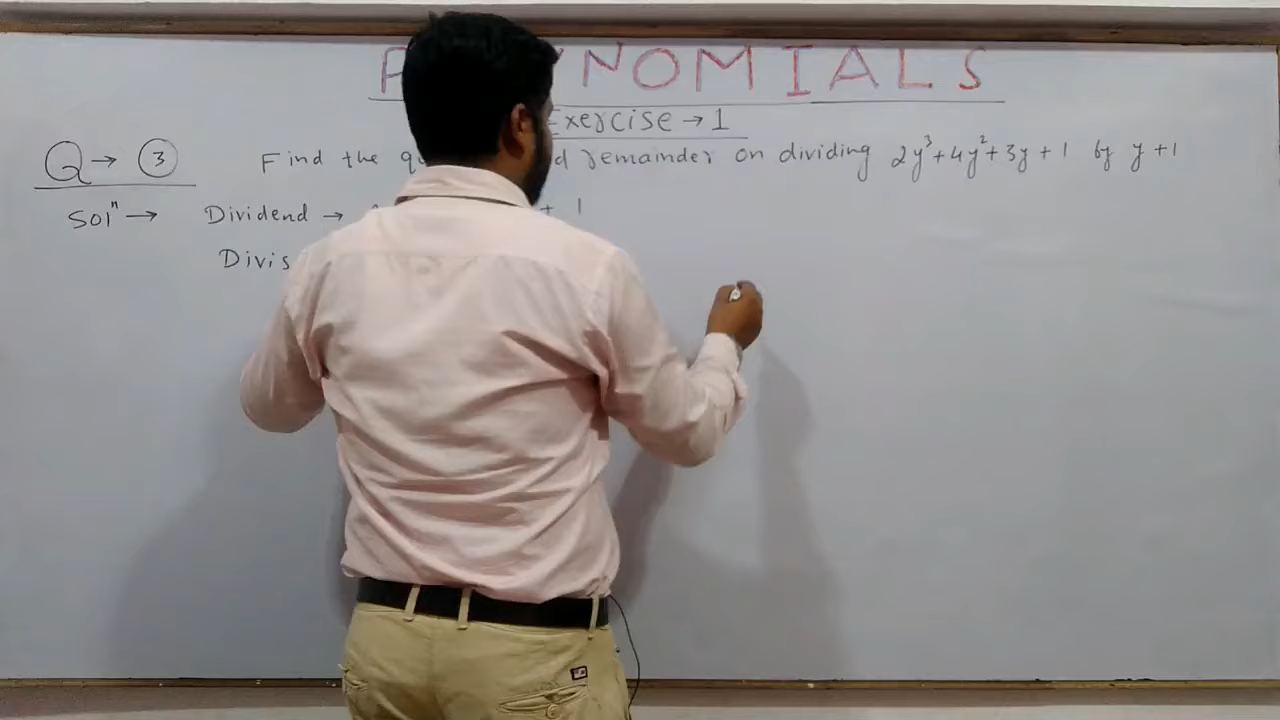 NOMIALS
Exercise → 1
Q → 3 Find the remainder on dividing 2y³+4y²+3y+1 by y+1
Solⁿ → Dividend → + 1
Divis